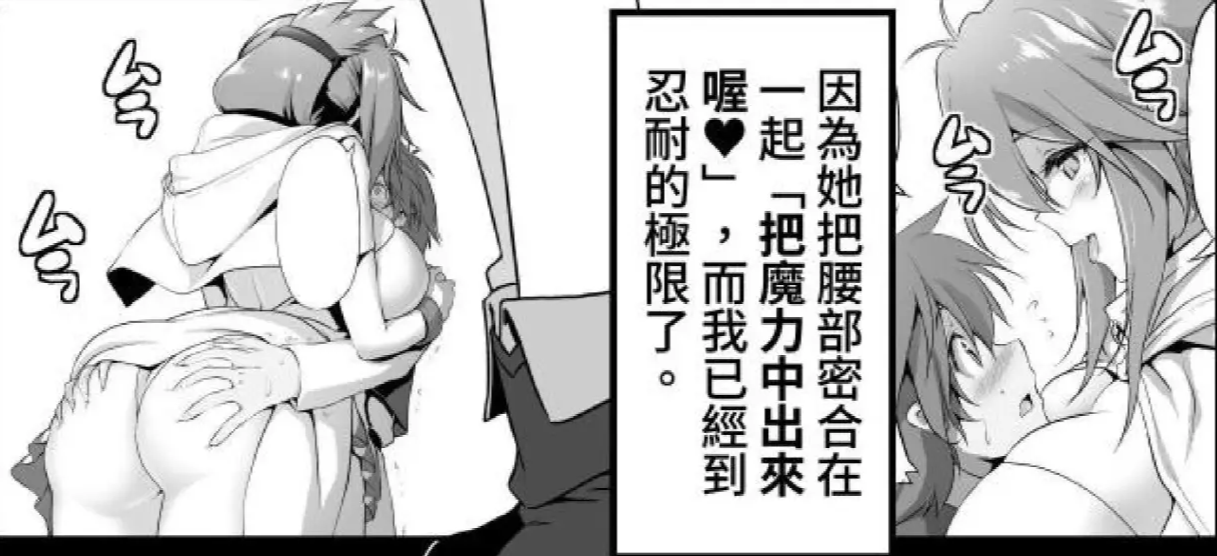 ムラ
ムラ
因為她把腰部密合在
一起「把魔力中出來
喔♥」，而我已經到
忍耐的極限了。
ムラ
ムラ